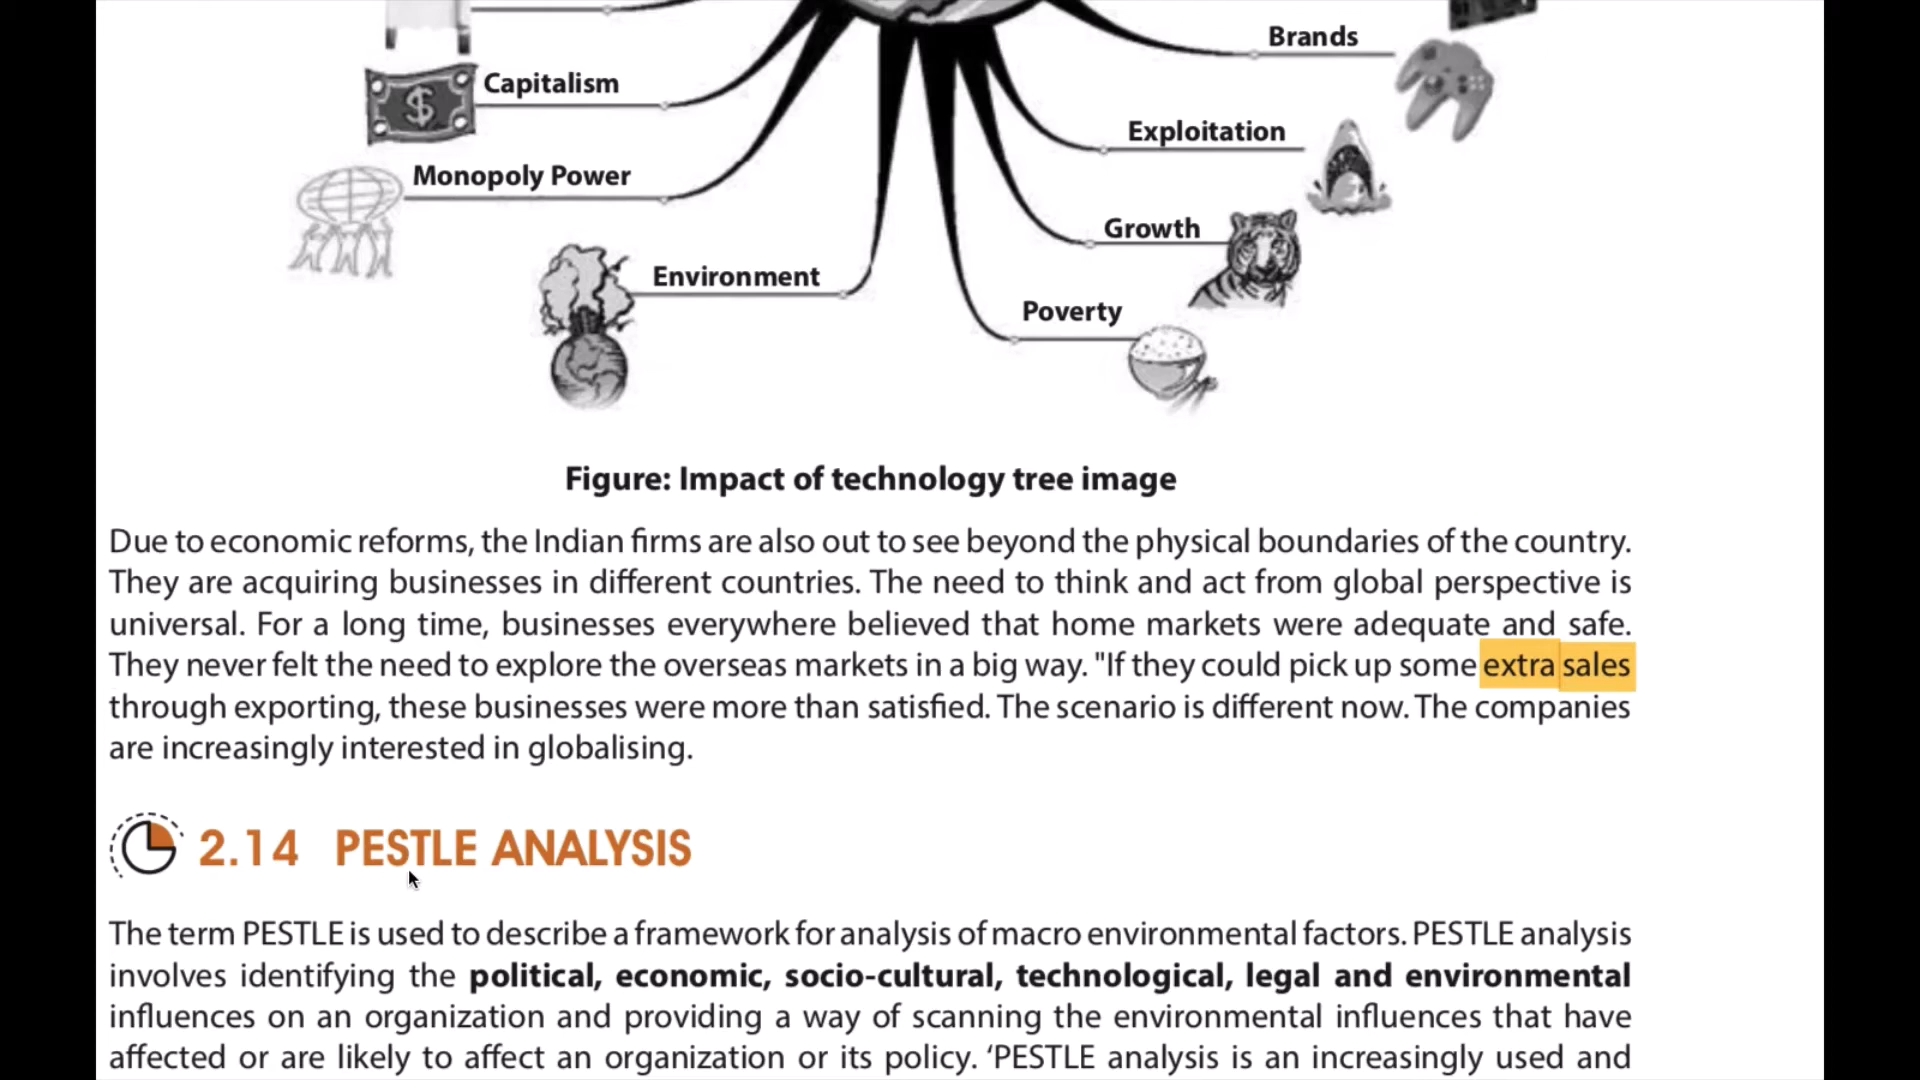 Brands
Capitalism
Exploitation
Monopoly Power
Growth
Environment
Poverty
Figure: Impact of technology tree image
Due to economic reforms, the Indian firms are also out to see beyond the physical boundaries of the country.
They are acquiring businesses in different countries. The need to think and act from global perspective is
universal. For a long time, businesses everywhere believed that home markets were adequate and safe.
They never felt the need to explore the overseas markets in a big way. "If they could pick up some extra sales
through exporting, these businesses were more than satisfied. The scenario is different now. The companies
are increasingly interested in globalising.
2.14 PESTLE ANALYSIS
The term PESTLE is used to describe a framework for analysis of macro environmental factors. PESTLE analysis
involves identifying the political, economic, socio-cultural, technological, legal and environmental
influences on an organization and providing a way of scanning the environmental influences that have
affected or are likely to affect an organization or its policy. ‘PESTLE analysis is an increasingly used and